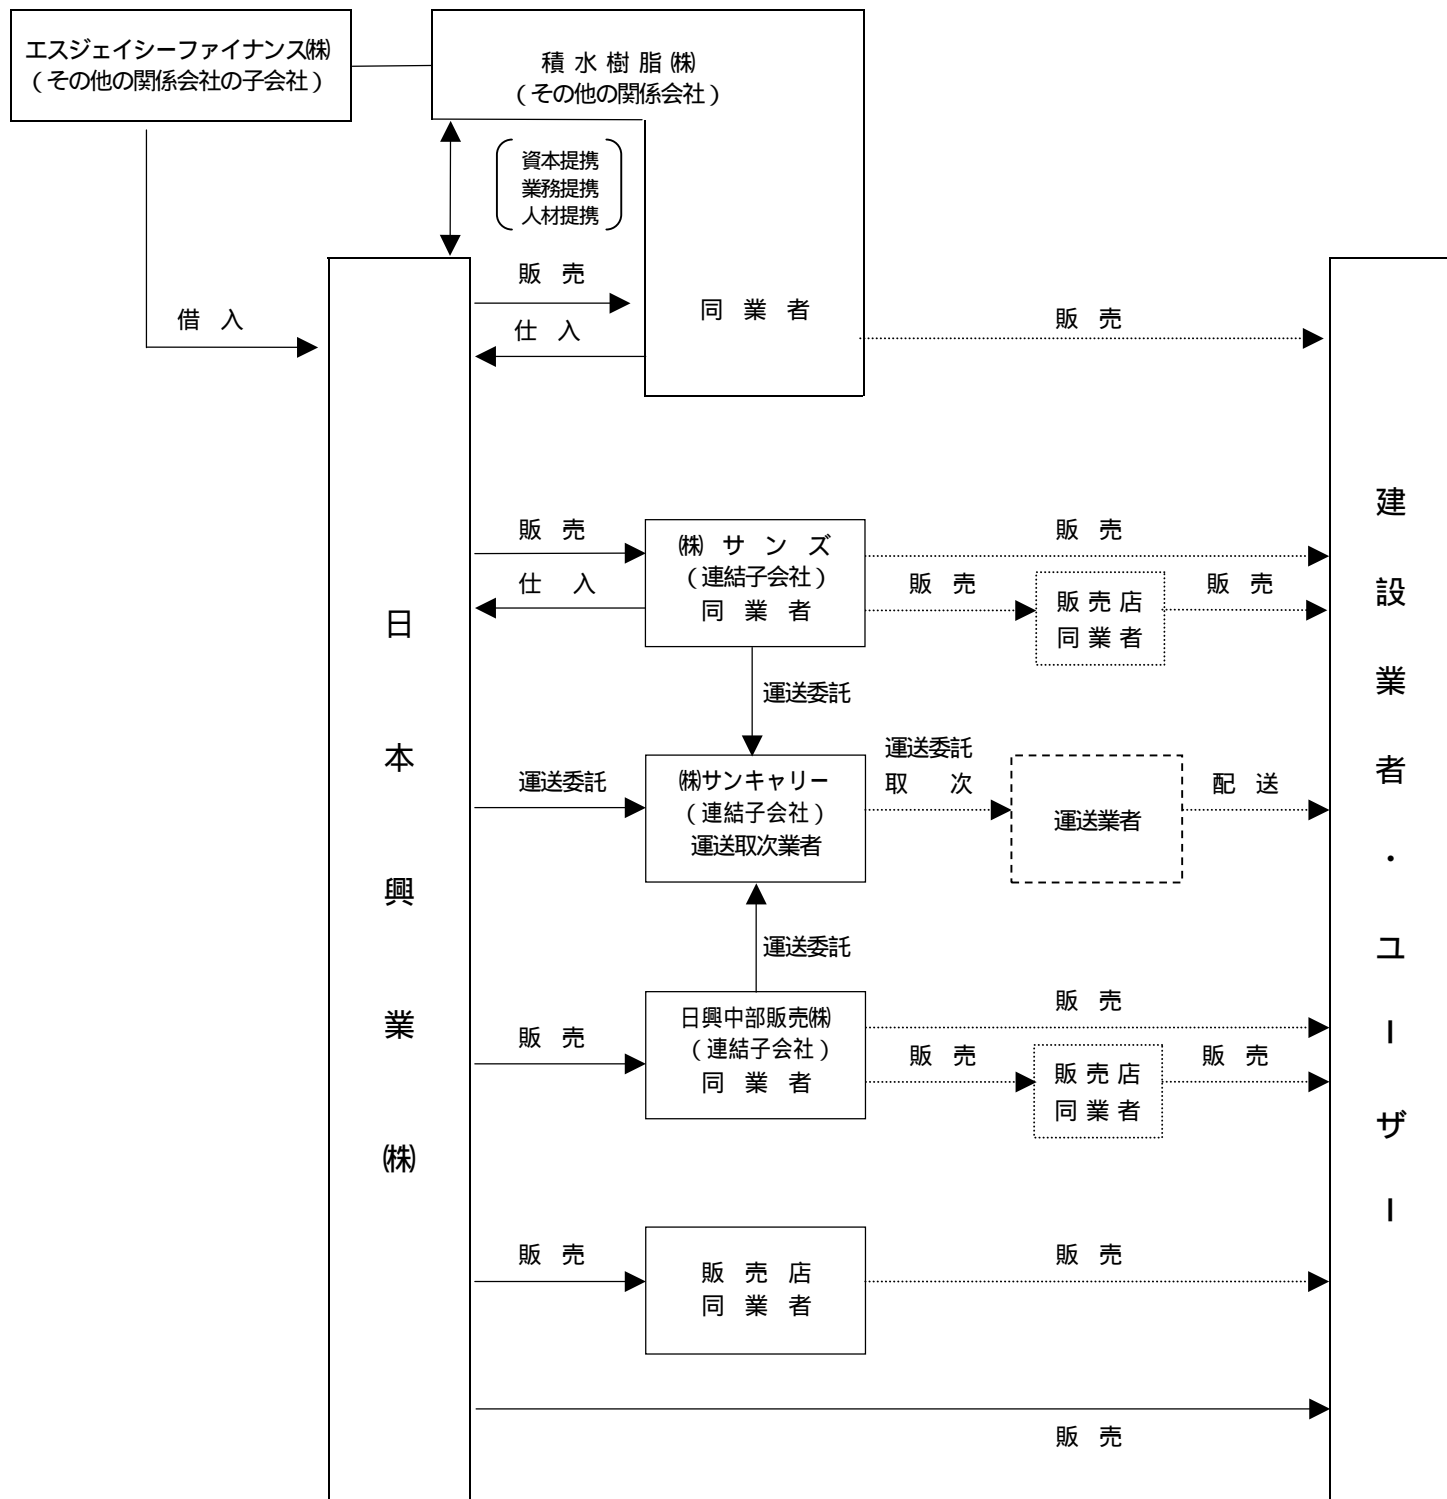 エスジェイシーファイナンス㈱
（その他の関係会社の子会社）
積 水 樹 脂 ㈱
（その他の関係会社）
資本提携
業務提携
人材提携
借 入
販 売
仕 入
同 業 者
販 売
日本興業㈱
建設業者・ユーザー
販 売
仕 入
㈱ サ ン ズ
（連結子会社）
同 業 者
販 売
販 売
販 売 店
同 業 者
販 売
運送委託
運送委託
㈱サンキャリー
（連結子会社）
運送取次業者
運送委託
取 次
運送業者
配 送
運送委託
販 売
日興中部販売㈱
（連結子会社）
同 業 者
販 売
販 売
販 売 店
同 業 者
販 売
販 売
販 売 店
同 業 者
販 売
販 売